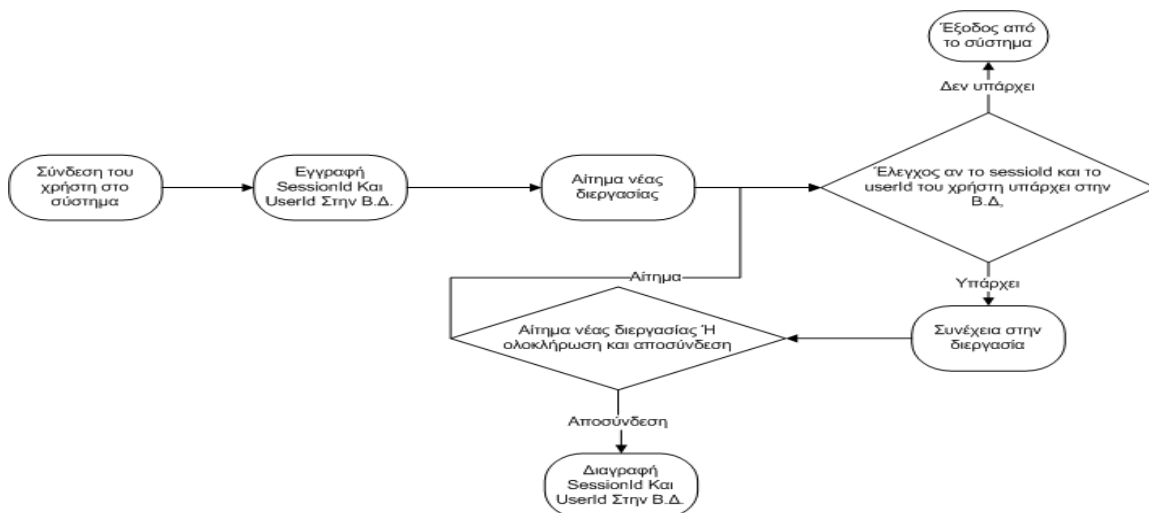 Έξοδος από
το σύστημα
Δεν υπάρχει
Σύνδεση του
χρήστη στο
σύστημα
Εγγραφή
SessionId Και
UserId Στην Β.Δ.
Αίτημα νέας
διεργασίας
Έλεγχος αν το sessioId και το
userId του χρήστη υπάρχει στην
Β.Δ,
Αίτημα
Υπάρχει
Αίτημα νέας διεργασίας Ή
ολοκλήρωση και αποσύνδεση
Συνέχεια στην
διεργασία
Αποσύνδεση
Διαγραφή
SessionId Και
UserId Στην Β.Δ.